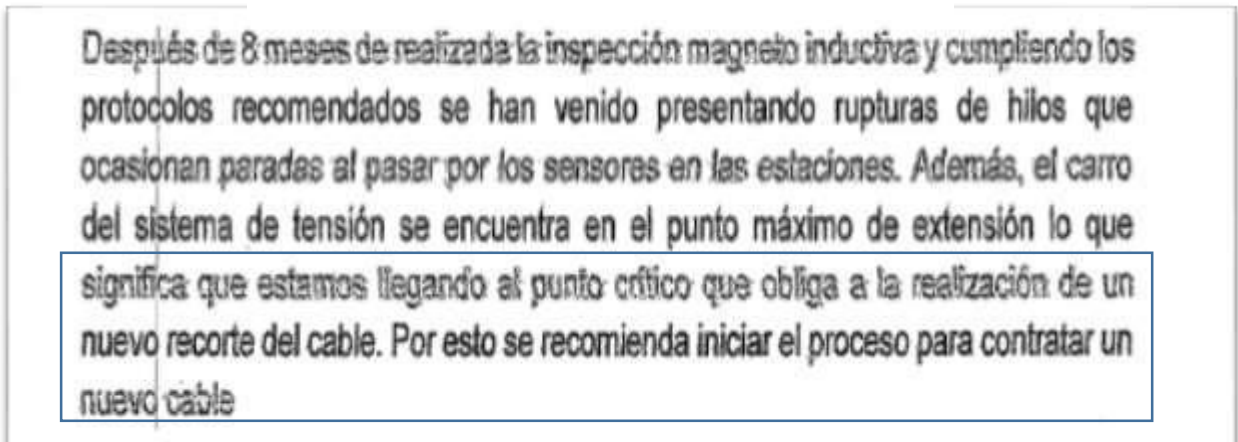 Después de 8 meses de realizada la inspección magneto inductiva y cumpliendo los
protocolos recomendados se han venido presentando rupturas de hilos que
ocasionan paradas al pasar por los sensores en las estaciones. Además, el carro
del sistema de tensión se encuentra en el punto máximo de extensión lo que
significa que estamos llegando al punto crítico que obliga a la realización de un
nuevo recorte del cable. Por esto se recomienda iniciar el proceso para contratar un
nuevo cable